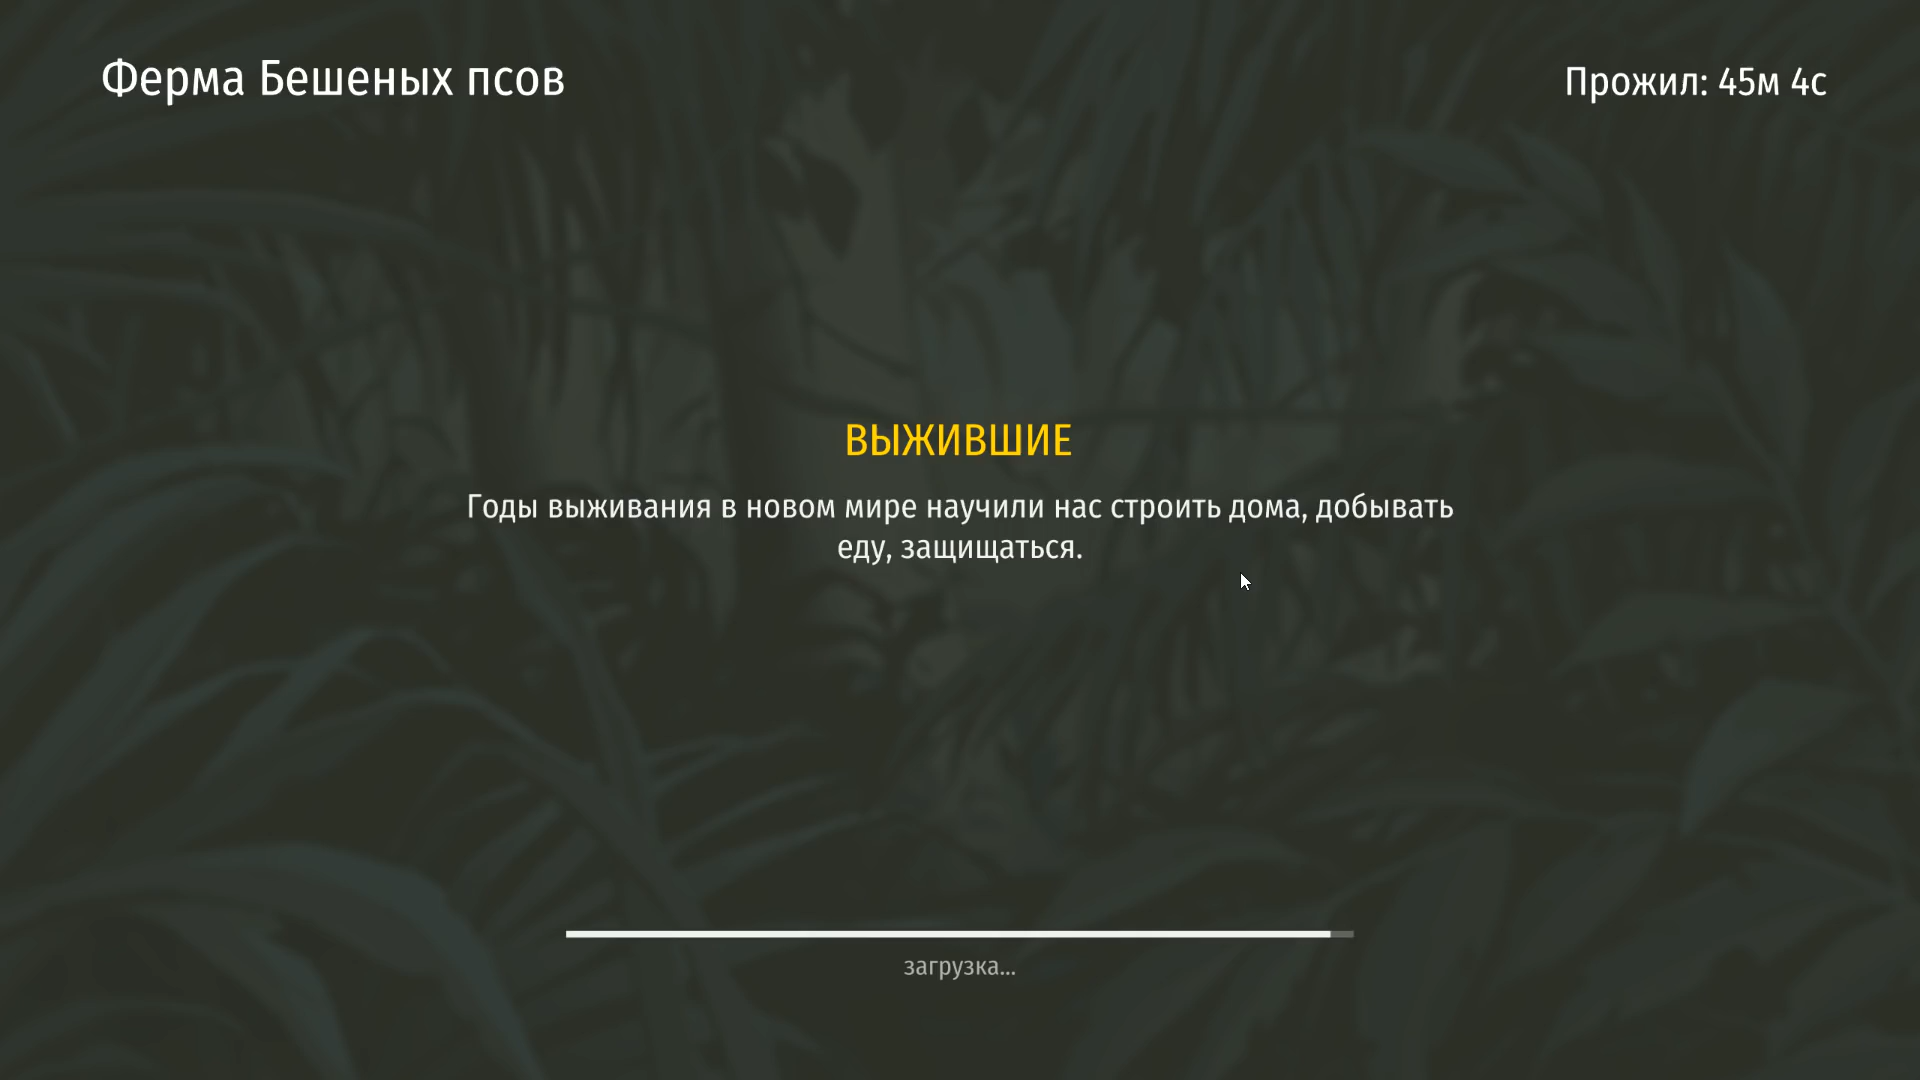 Ферма Бешеных псов
Прожил: 45м 4с
ВЫЖИВШИЕ
Годы выживания в новом мире научили нас строить дома, добывать
еду, защищаться.
загрузка...